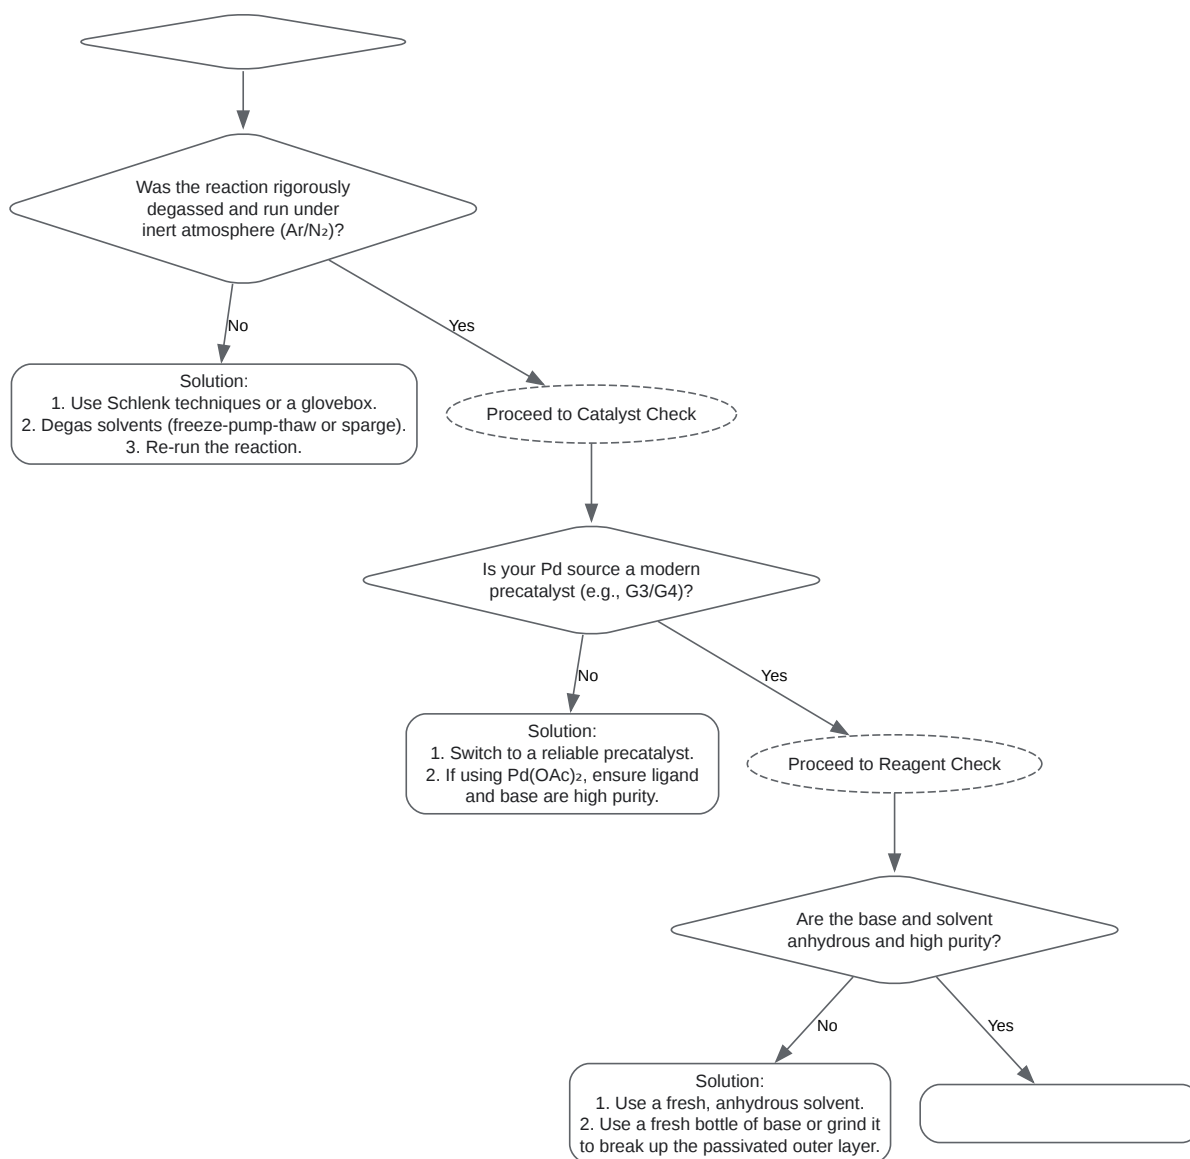 Was the reaction rigorously
degassed and run under
inert atmosphere (Ar/N₂)?
No
Yes
Solution:
1. Use Schlenk techniques or a glovebox.
2. Degas solvents (freeze-pump-thaw or sparge).
3. Re-run the reaction.
Proceed to Catalyst Check
Is your Pd source a modern
precatalyst (e.g., G3/G4)?
No
Yes
Solution:
1. Switch to a reliable precatalyst.
2. If using Pd(OAc)₂, ensure ligand
and base are high purity.
Proceed to Reagent Check
Are the base and solvent
anhydrous and high purity?
No
Yes
Solution:
1. Use a fresh, anhydrous solvent.
2. Use a fresh bottle of base or grind it
to break up the passivated outer layer.